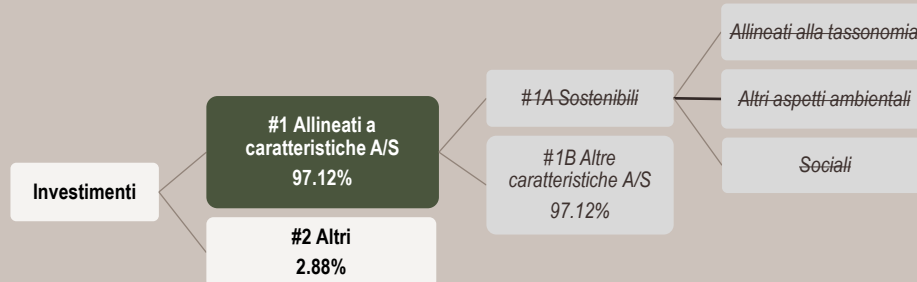 Investimenti
#1 Allineati a
caratteristiche A/S
97.12%
#2 Altri
2.88%
#1A Sostenibili
#1B Altre
caratteristiche A/S
97.12%
Allineati alla tassonomia
Altri aspetti ambientali
Sociali